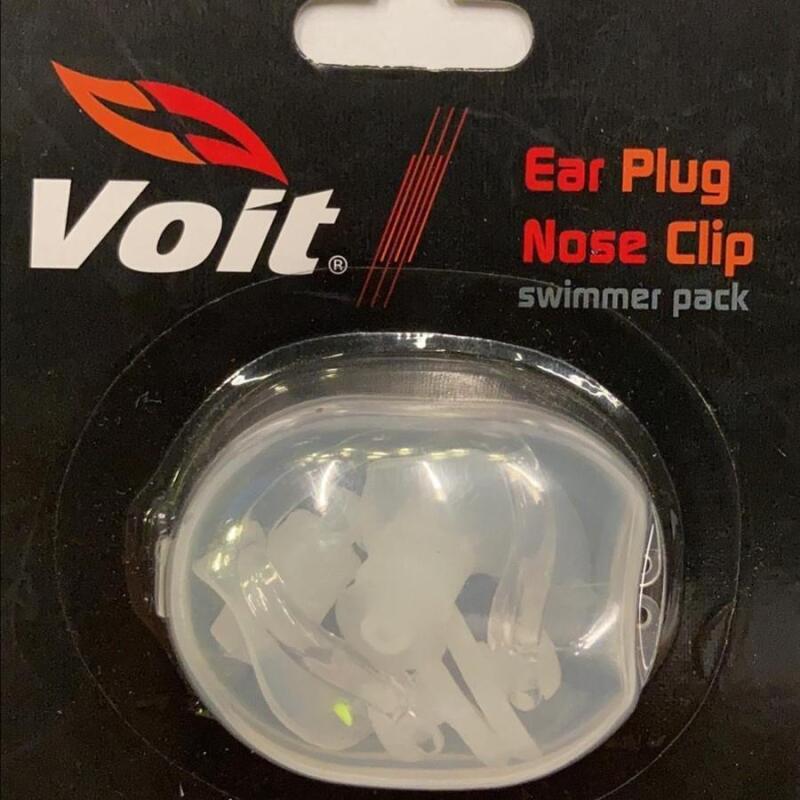 Voit®
Ear Plug
Nose Clip
swimmer pack